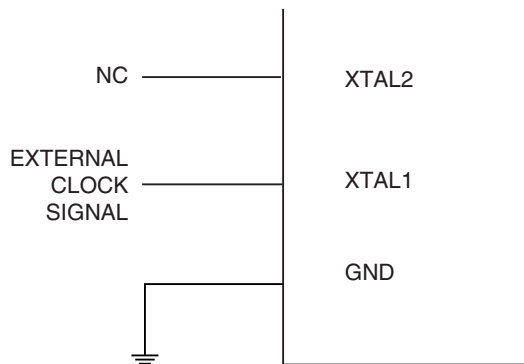 NC
XTAL2
EXTERNAL
CLOCK
SIGNAL
XTAL1
GND